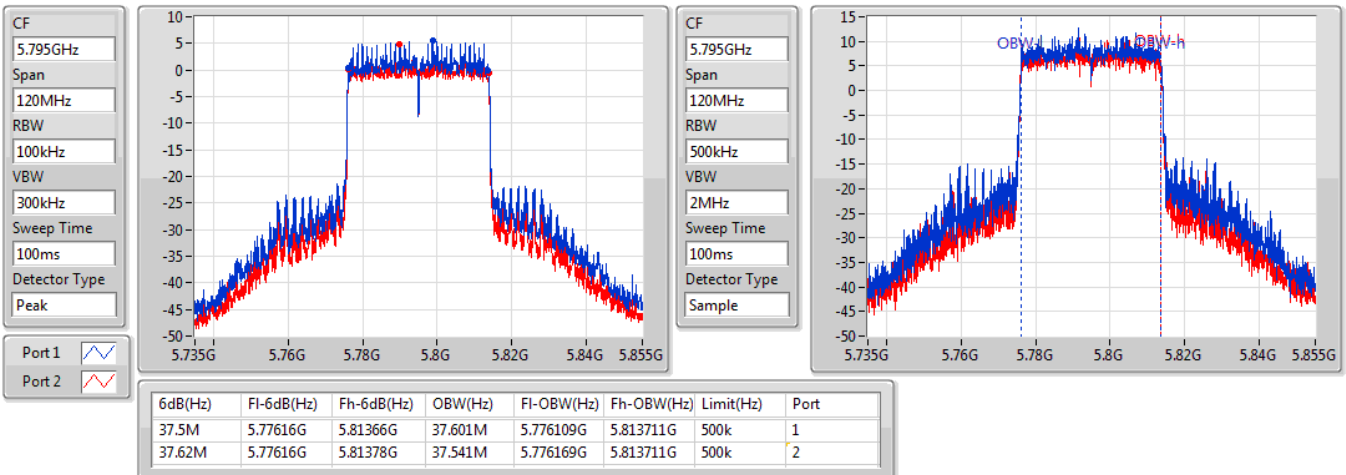 CF
5.795GHz
Span
120MHz
RBW
100kHz
VBW
300kHz
Sweep Time
100ms
Detector Type
Peak
Port 1
Port 2
10
5
0
-5
-10
-15
-20
-25
-30
-35
-40
-45
-50
5.735G 5.76G 5.78G 5.8G 5.82G 5.84G 5.855G
CF
5.795GHz
Span
120MHz
RBW
500kHz
VBW
2MHz
Sweep Time
100ms
Detector Type
Sample
15
10
5
0
-5
-10
-15
-20
-25
-30
-35
-40
-45
-50
5.735G 5.76G 5.78G 5.8G 5.82G 5.84G 5.855G
6dB(Hz) Fl-6dB(Hz) Fh-6dB(Hz) OBW(Hz) Fl-OBW(Hz) Fh-OBW(Hz) Limit(Hz) Port
37.5M 5.77616G 5.81366G 37.601M 5.776109G 5.813711G 500k 1
37.62M 5.77616G 5.81378G 37.541M 5.776169G 5.813711G 500k 2